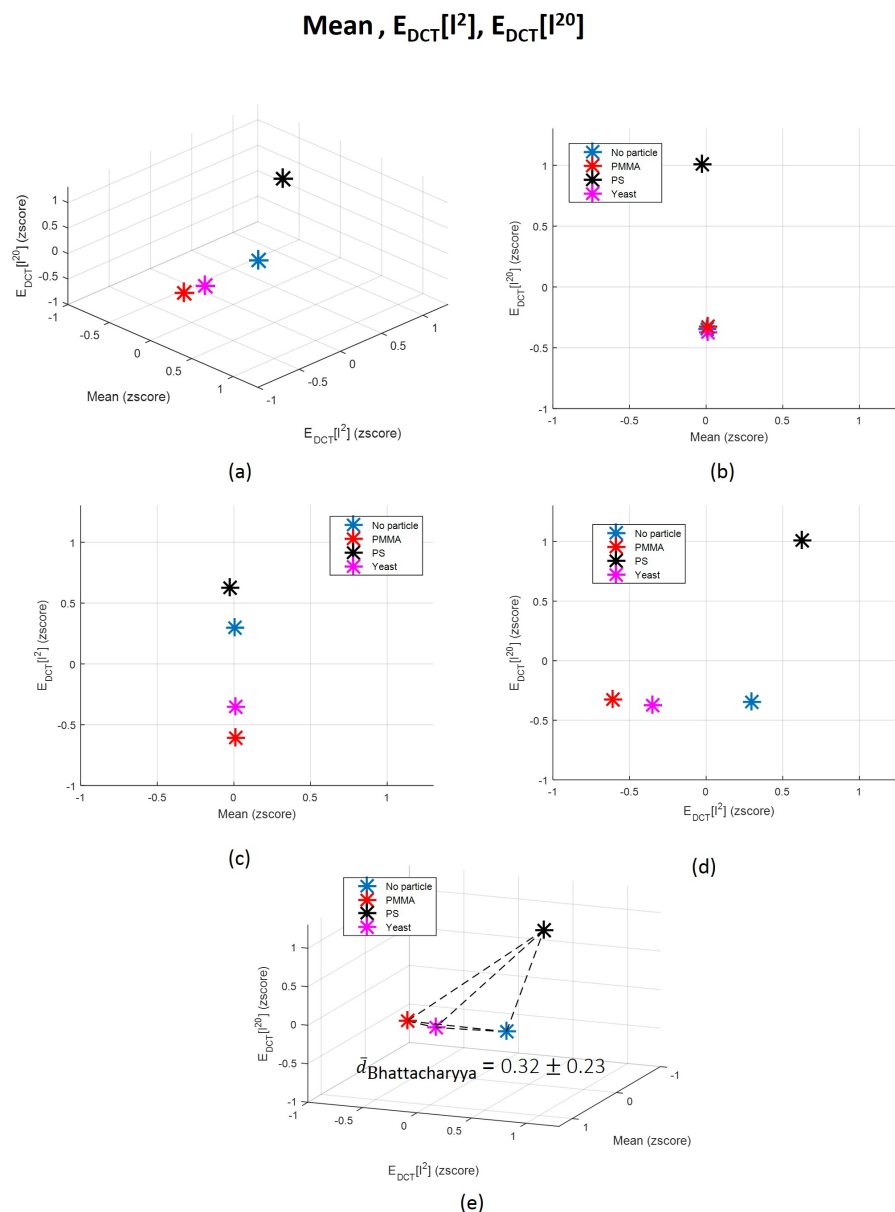 Mean , E_DCT[I²], E_DCT[I²⁰]
1
0.5
0
-0.5
-1
E_DCT[I²⁰] (zscore)
-1
-0.5
0
0.5
1
Mean (zscore)
-1
-0.5
0
0.5
1
E_DCT[I²] (zscore)
(a)
No particle
PMMA
PS
Yeast
1
0.5
0
-0.5
-1
E_DCT[I²⁰] (zscore)
-1
-0.5
0
0.5
1
Mean (zscore)
(b)
No particle
PMMA
PS
Yeast
1
0.5
0
-0.5
-1
E_DCT[I²] (zscore)
-1
-0.5
0
0.5
1
Mean (zscore)
(c)
No particle
PMMA
PS
Yeast
1
0.5
0
-0.5
-1
E_DCT[I²⁰] (zscore)
-1
-0.5
0
0.5
1
E_DCT[I²] (zscore)
(d)
No particle
PMMA
PS
Yeast
1
0.5
0
-0.5
-1
E_DCT[I²⁰] (zscore)
d̄_Bhattacharyya = 0.32 ± 0.23
-1
-0.5
0
0.5
1
E_DCT[I²] (zscore)
-1
0
1
Mean (zscore)
(e)